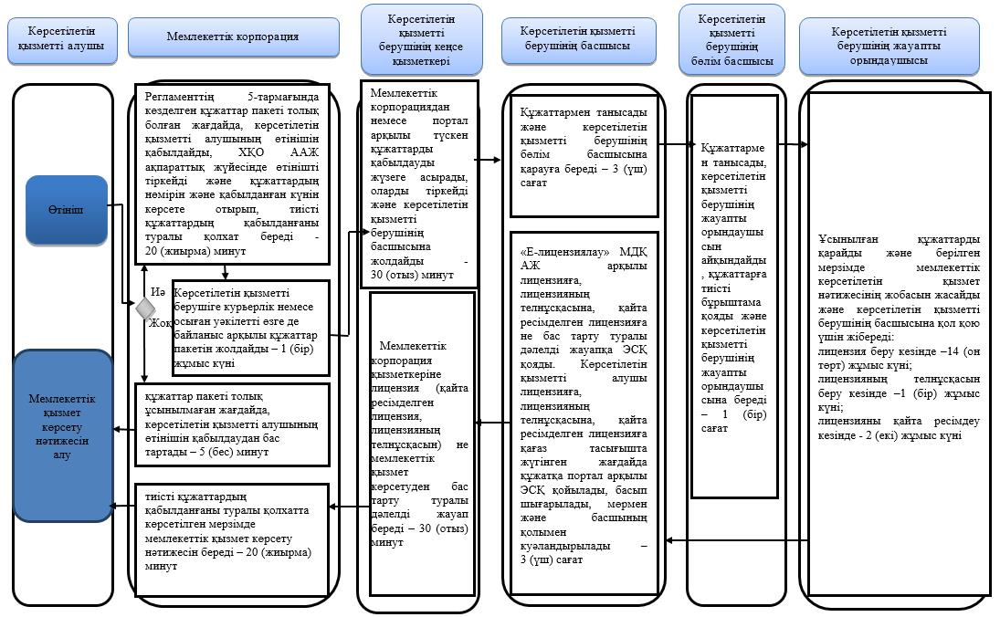 Көрсетілетін
қызметті алушы
Мемлекеттік корпорация
Көрсетілетін
қызметті
берушінің кеңсе
қызметкері
Көрсетілетін қызметті
берушінің басшысы
Көрсетілетін
қызметті
берушінің
бөлім басшысы
Көрсетілетін қызметті
берушінің жауапты
орындаушысы
Өтініш
Мемлекеттік
қызмет
көрсету
нәтижесін
алу
Регламенттің 5-тармағында
көзделген құжаттар пакеті толық
болған жағдайда, көрсетілетін
қызметті алушының өтінішін
қабылдайды, ХҚО ААЖ
ақпараттық жүйесінде өтінішті
тіркейді және құжаттардың
нөмірін және қабылданған күнін
көрсете отырып, тиісті
құжаттардың қабылданғаны
туралы қолхат береді -
20 (жиырма) минут
Иә
Жоқ
Көрсетілетін қызметті
берушіге курьерлік немесе
осыған уәкілетті өзге де
байланыс арқылы құжаттар
пакетін жолдайды – 1 (бір)
жұмыс күні
құжаттар пакеті толық
ұсынылмаған жағдайда,
көрсетілетін қызметті алушының
өтінішін қабылдаудан бас
тартады – 5 (бес) минут
тиісті құжаттардың
қабылданғаны туралы қолхатта
көрсетілген мерзімде
мемлекеттік қызмет көрсету
нәтижесін береді – 20 (жиырма)
минут
Мемлекеттік
корпорациядан
немесе портал
арқылы түскен
құжаттарды
қабылдауды
жүзеге асырады,
оларды тіркейді
және көрсетілетін
қызметті
берушінің
басшысына
жолдайды -
30 (отыз) минут
Мемлекеттік
корпорация
қызметкеріне
лицензия (қайта
ресімделген
лицензия,
лицензияның
телнұсқасын) не
мемлекеттік
қызмет
көрсетуден бас
тарту туралы
дәлелді жауап
береді – 30 (отыз)
минут
Құжаттармен танысады
және көрсетілетін
қызметті берушінің
бөлім басшысына
қарауға береді – 3 (үш)
сағат
«Е-лицензиялау» МДҚ
АЖ арқылы
лицензияға,
лицензияның
телнұсқасына, қайта
ресімделген лицензияға
не бас тарту туралы
дәлелді жауапқа ЭСҚ
қояды. Көрсетілетін
қызметті алушы
лицензияға,
лицензияның
телнұсқасына, қайта
ресімделген лицензияға
қағаз тасығышта
жүгінген жағдайда
құжатқа портал арқылы
ЭСҚ қойылады, басып
шығарылады, мөрмен
және басшының
қолымен
куәландырылады –
3 (үш) сағат
Құжаттарме
н танысады,
көрсетілетін
қызметті
берушінің
жауапты
орындаушы
сын
айқындайды
, құжаттарға
тиісті
бұрыштама
қояды және
көрсетілетін
қызметті
берушінің
жауапты
орындаушы
сына береді
– 1 (бір)
сағат
Ұсынылған құжаттарды
қарайды және берілген
мерзімде мемлекеттік
көрсетілетін қызмет
нәтижесінің жобасын жасайды
және көрсетілетін қызметті
берушінің басшысына қол қою
үшін жібереді:
лицензия беру кезінде –14 (он
төрт) жұмыс күні;
лицензияның телнұсқасын
беру кезінде –1 (бір) жұмыс
күні;
лицензияны қайта ресімдеу
кезінде - 2 (екі) жұмыс күні